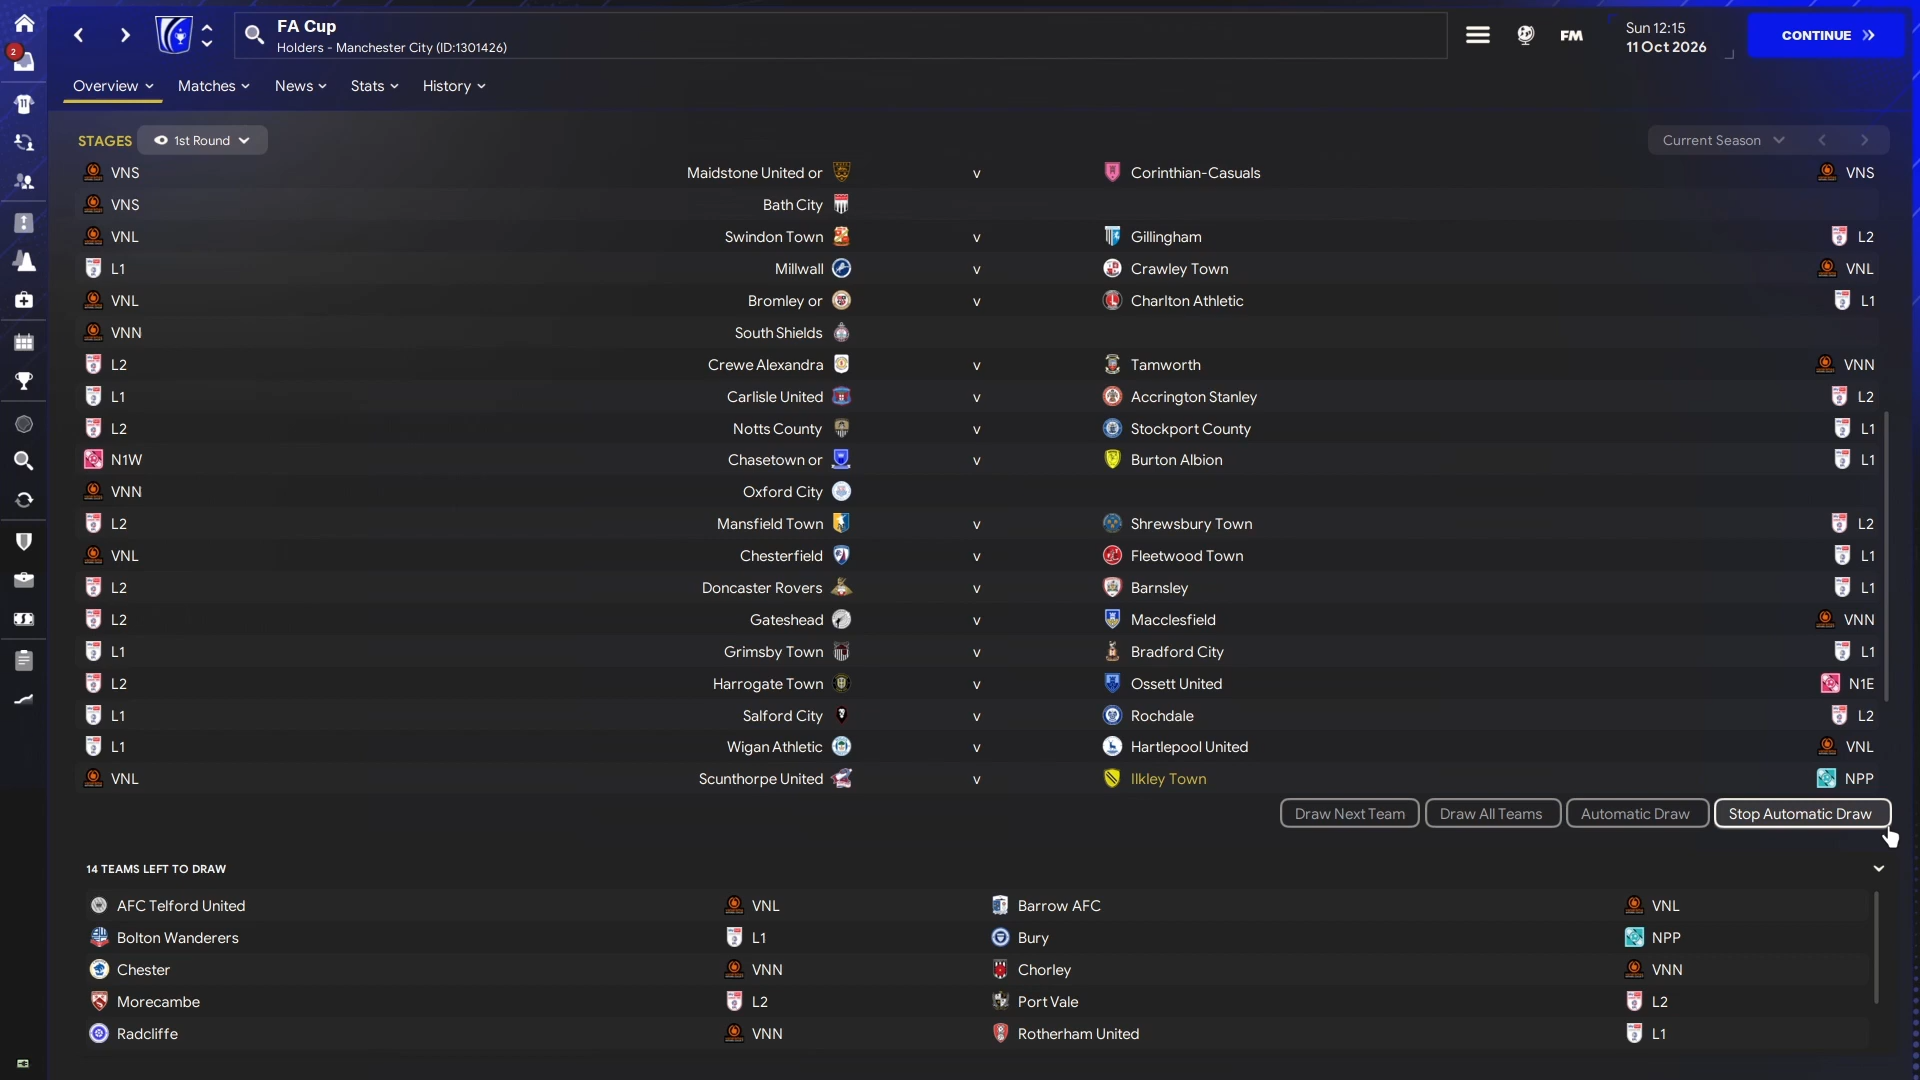 FA Cup
Holders - Manchester City (ID:1301426)
FM
Sun 12:15
11 Oct 2026
CONTINUE
2
Overview
Matches
News
Stats
History
STAGES
1st Round
Current Season
VNS Maidstone United or v Corinthian-Casuals VNS
VNS Bath City
VNL Swindon Town v Gillingham L2
L1 Millwall v Crawley Town VNL
VNL Bromley or v Charlton Athletic L1
VNN South Shields
L2 Crewe Alexandra v Tamworth VNN
L1 Carlisle United v Accrington Stanley L2
L2 Notts County v Stockport County L1
N1W Chasetown or v Burton Albion L1
VNN Oxford City
L2 Mansfield Town v Shrewsbury Town L2
VNL Chesterfield v Fleetwood Town L1
L2 Doncaster Rovers v Barnsley L1
L2 Gateshead v Macclesfield VNN
L1 Grimsby Town v Bradford City L1
L2 Harrogate Town v Ossett United N1E
L1 Salford City v Rochdale L2
L1 Wigan Athletic v Hartlepool United VNL
VNL Scunthorpe United v Ilkley Town NPP
Draw Next Team
Draw All Teams
Automatic Draw
Stop Automatic Draw
14 TEAMS LEFT TO DRAW
AFC Telford United VNL Barrow AFC VNL
Bolton Wanderers L1 Bury NPP
Chester VNN Chorley VNN
Morecambe L2 Port Vale L2
Radcliffe VNN Rotherham United L1